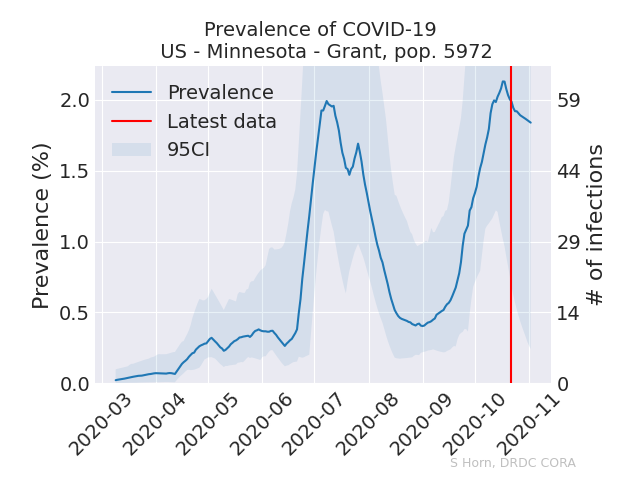 Prevalence of COVID-19
US - Minnesota - Grant, pop. 5972
Prevalence
Latest data
95CI
Prevalence (%)
2.0
1.5
1.0
0.5
0.0
# of infections
59
44
29
14
0
2020-03
2020-04
2020-05
2020-06
2020-07
2020-08
2020-09
2020-10
2020-11
S Horn, DRDC CORA